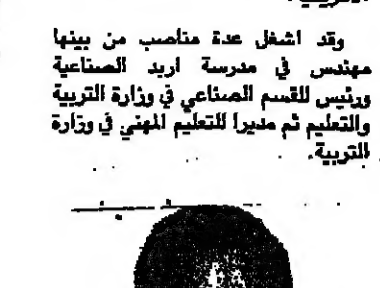 وقد اشغل عدة مناصب من بينها
مهندس في مدرسة اربد الصناعية
ورئيس للقسم الصناعي في وزارة التربية
والتعليم ثم مديرا للتعليم المهني في وزارة
التربية.